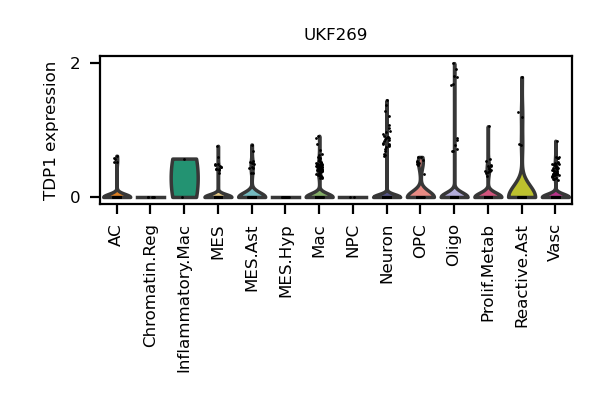 UKF269
TDP1 expression
2
0
AC
Chromatin.Reg
Inflammatory.Mac
MES
MES.Ast
MES.Hyp
Mac
NPC
Neuron
OPC
Oligo
Prolif.Metab
Reactive.Ast
Vasc